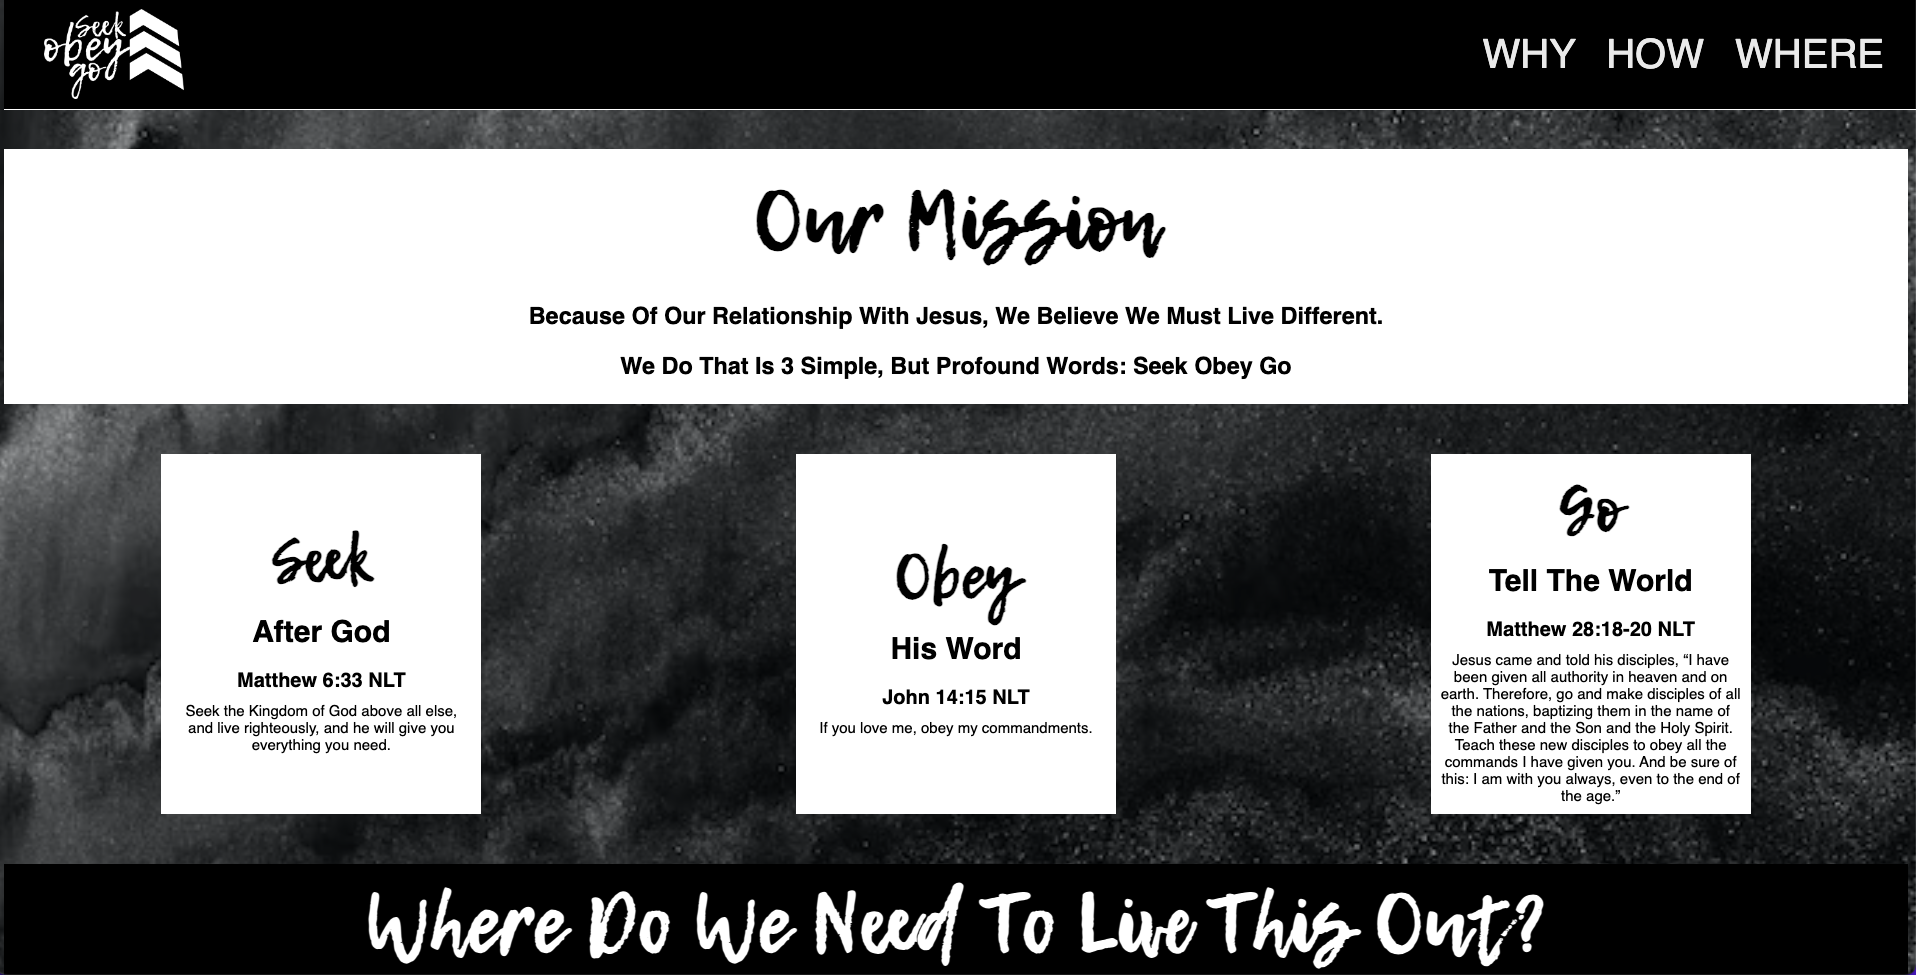 seek
obey
go
WHY HOW WHERE
Our Mission
Because Of Our Relationship With Jesus, We Believe We Must Live Different.
We Do That Is 3 Simple, But Profound Words: Seek Obey Go
Seek
After God
Matthew 6:33 NLT
Seek the Kingdom of God above all else,
and live righteously, and he will give you
everything you need.
Obey
His Word
John 14:15 NLT
If you love me, obey my commandments.
Go
Tell The World
Matthew 28:18-20 NLT
Jesus came and told his disciples, “I have
been given all authority in heaven and on
earth. Therefore, go and make disciples of all
the nations, baptizing them in the name of
the Father and the Son and the Holy Spirit.
Teach these new disciples to obey all the
commands I have given you. And be sure of
this: I am with you always, even to the end of
the age.”
Where Do We Need To Live This Out?